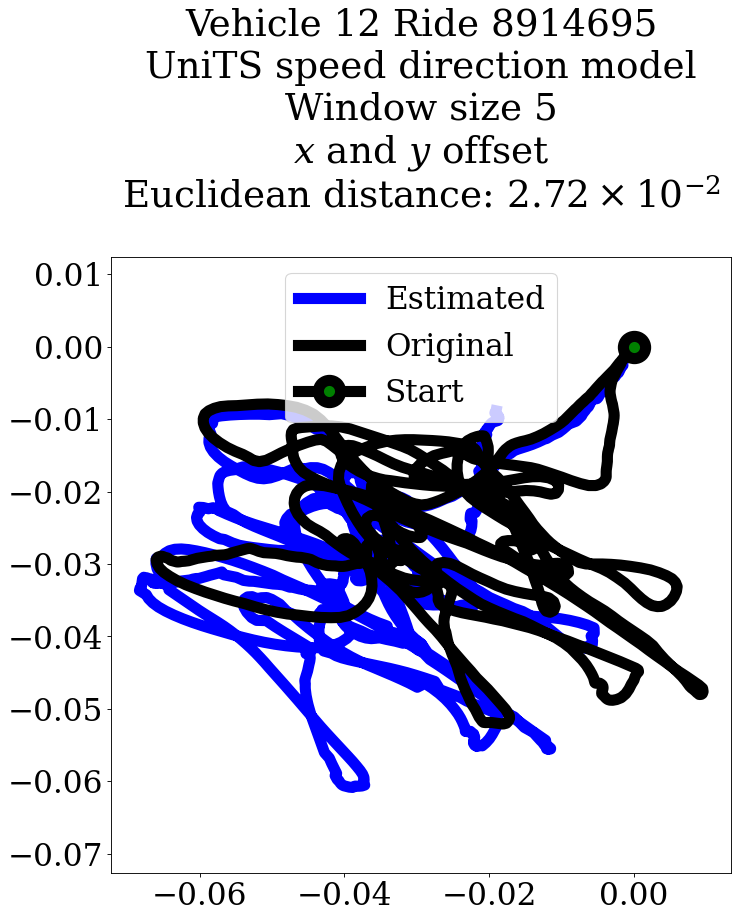 Vehicle 12 Ride 8914695
UniTS speed direction model
Window size 5
x and y offset
Euclidean distance: 2.72 × 10⁻²
Estimated
Original
Start
0.01
0.00
−0.01
−0.02
−0.03
−0.04
−0.05
−0.06
−0.07
−0.06 −0.04 −0.02 0.00